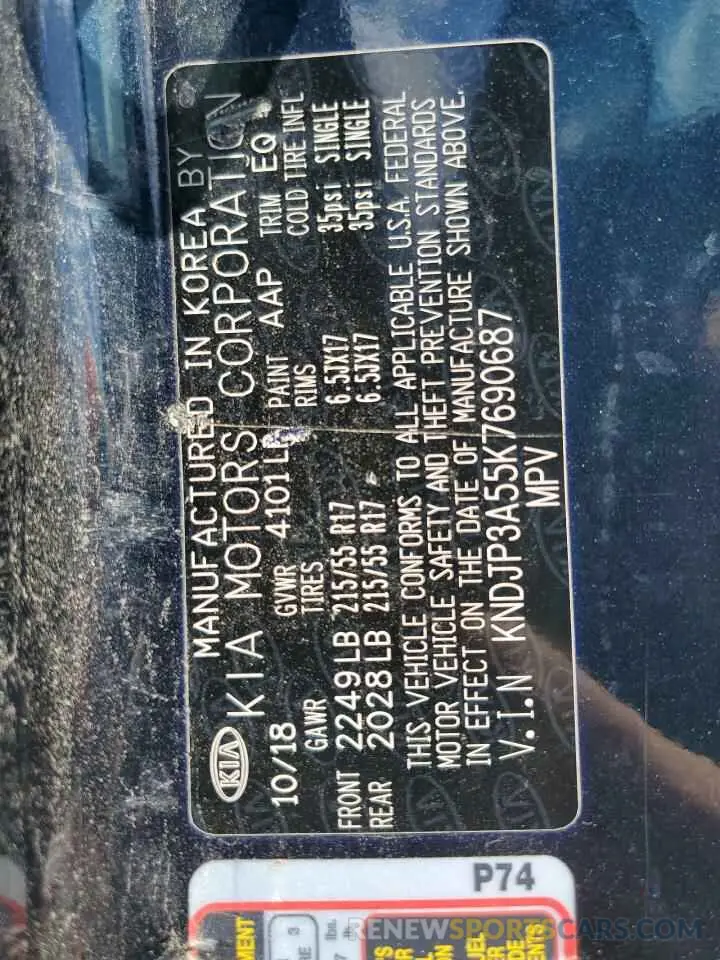 MANUFACTURED IN KOREA BY
KIA KIA MOTORS CORPORATION
10/18 GVWR 4101L PAINT AAP TRIM EQ
GAWR TIRES RIMS COLD TIRE INFL
FRONT 2249LB 215/55 R17 6.5JX17 35psi SINGLE
REAR 2028LB 215/55 R17 6.5JX17 35psi SINGLE
THIS VEHICLE CONFORMS TO ALL APPLICABLE U.S.A. FEDERAL
MOTOR VEHICLE SAFETY AND THEFT PREVENTION STANDARDS
IN EFFECT ON THE DATE OF MANUFACTURE SHOWN ABOVE.
V.I.N KNDJP3A55K7690687
MPV
P74
RENEWSPORTSCARS.COM